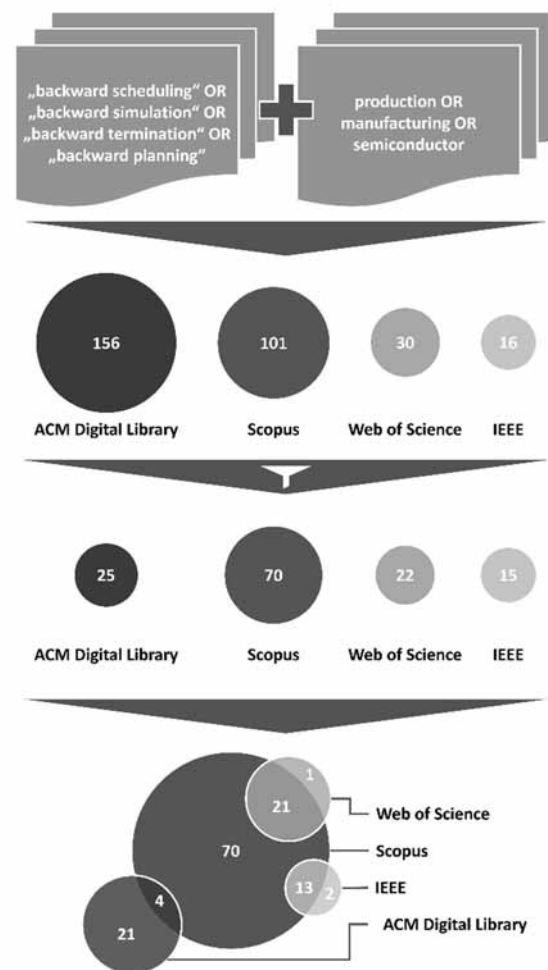 „backward scheduling“ OR
„backward simulation“ OR
„backward termination“ OR
„backward planning”
production OR
manufacturing OR
semiconductor
156
101
30
16
ACM Digital Library
Scopus
Web of Science
IEEE
25
70
22
15
ACM Digital Library
Scopus
Web of Science
IEEE
1
21
Web of Science
70
Scopus
13
2
IEEE
4
21
ACM Digital Library